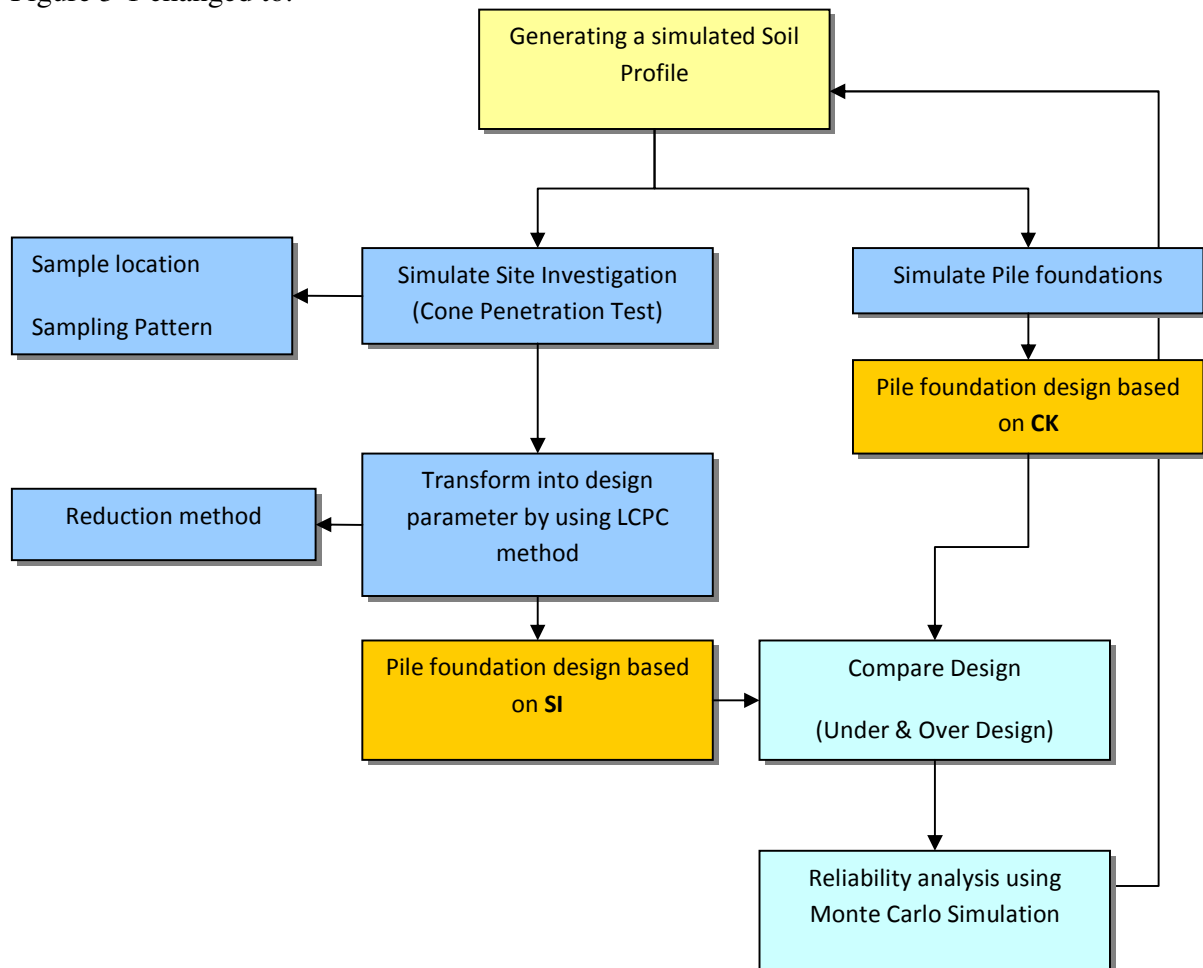 Figure 3-1 changed to:
Generating a simulated Soil
Profile
Sample location
Sampling Pattern
Simulate Site Investigation
(Cone Penetration Test)
Simulate Pile foundations
Pile foundation design based
on CK
Reduction method
Transform into design
parameter by using LCPC
method
Pile foundation design based
on SI
Compare Design
(Under & Over Design)
Reliability analysis using
Monte Carlo Simulation